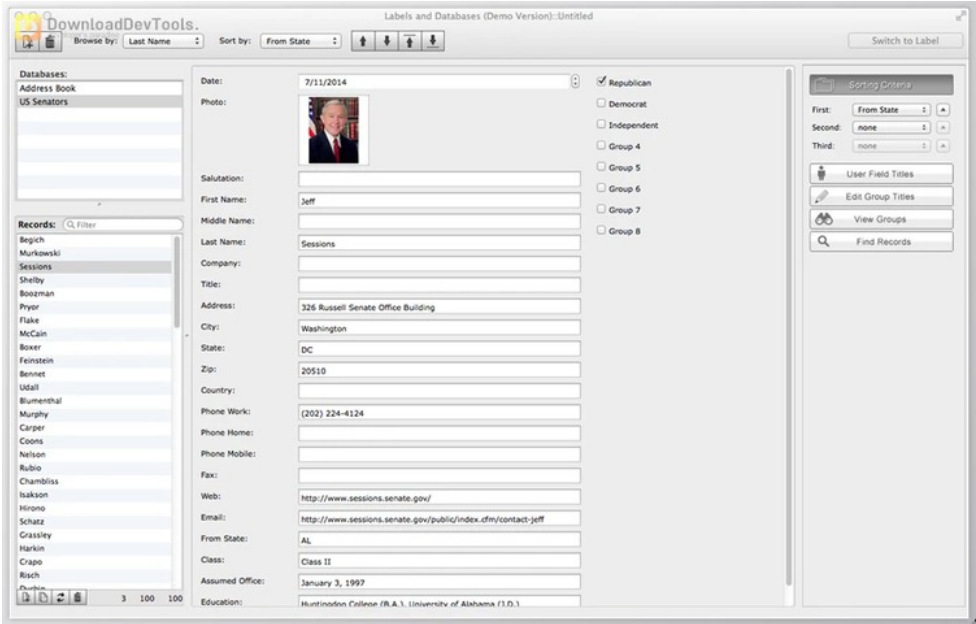 Labels and Databases (Demo Version)::Untitled
DownloadDevTools.
Browse by: Last Name Sort by: From State Switch to Label
Databases:
Address Book
US Senators
Records: Filter
Begich
Murkowski
Sessions
Shelby
Boozman
Pryor
Flake
McCain
Boxer
Feinstein
Bennet
Udall
Blumenthal
Murphy
Carper
Coons
Nelson
Rubio
Chambliss
Isakson
Hirono
Schatz
Grassley
Harkin
Crapo
Risch
Durbin
3 100 100
Date: 7/11/2014
Photo:
Salutation:
First Name: Jeff
Middle Name:
Last Name: Sessions
Company:
Title:
Address: 326 Russell Senate Office Building
City: Washington
State: DC
Zip: 20510
Country:
Phone Work: (202) 224-4124
Phone Home:
Phone Mobile:
Fax:
Web: http://www.sessions.senate.gov/
Email: http://www.sessions.senate.gov/public/index.cfm/contact-jeff
From State: AL
Class: Class II
Assumed Office: January 3, 1997
Education: Huntingdon College (B.A.), University of Alabama (J.D.)
Republican
Democrat
Independent
Group 4
Group 5
Group 6
Group 7
Group 8
Sorting Criteria
First: From State
Second: none
Third: none
User Field Titles
Edit Group Titles
View Groups
Find Records